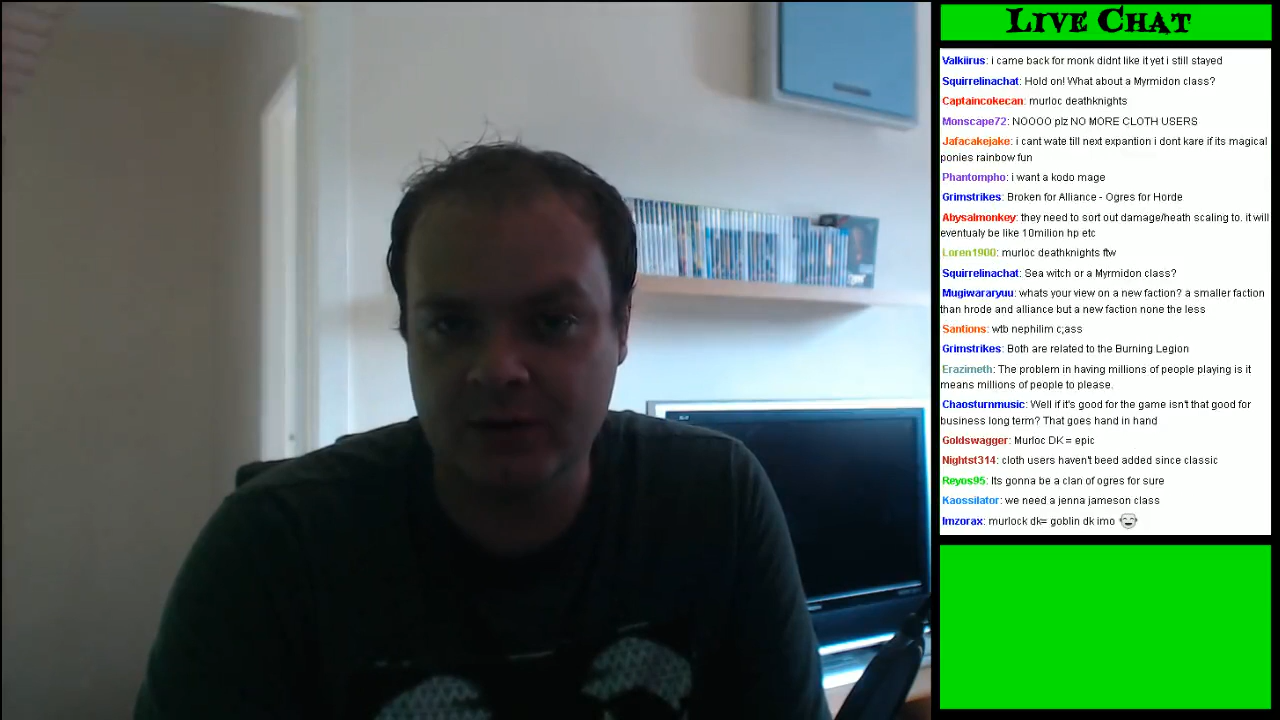 Live Chat
Valkiirus: i came back for monk didnt like it yet i still stayed
Squirrelinachat: Hold on! What about a Myrmidon class?
Captaincokecan: murloc deathknights
Monscape72: NOOOO plz NO MORE CLOTH USERS
Jafacakejake: i cant wate till next expantion i dont kare if its magical
ponies rainbow fun
Phantompho: i want a kodo mage
Grimstrikes: Broken for Alliance - Ogres for Horde
Abysalmonkey: they need to sort out damage/heath scaling to. it will
eventualy be like 10milion hp etc
Loren1900: murloc deathknights ftw
Squirrelinachat: Sea witch or a Myrmidon class?
Mugiwararyuu: whats your view on a new faction? a smaller faction
than hrode and alliance but a new faction none the less
Santions: wtb nephilim c;ass
Grimstrikes: Both are related to the Burning Legion
Erazimeth: The problem in having millions of people playing is it
means millions of people to please.
Chaosturnmusic: Well if it's good for the game isn't that good for
business long term? That goes hand in hand
Goldswagger: Murloc DK = epic
Nightst314: cloth users haven't beed added since classic
Reyos95: Its gonna be a clan of ogres for sure
Kaossilator: we need a jenna jameson class
Imzorax: murlock dk= goblin dk imo